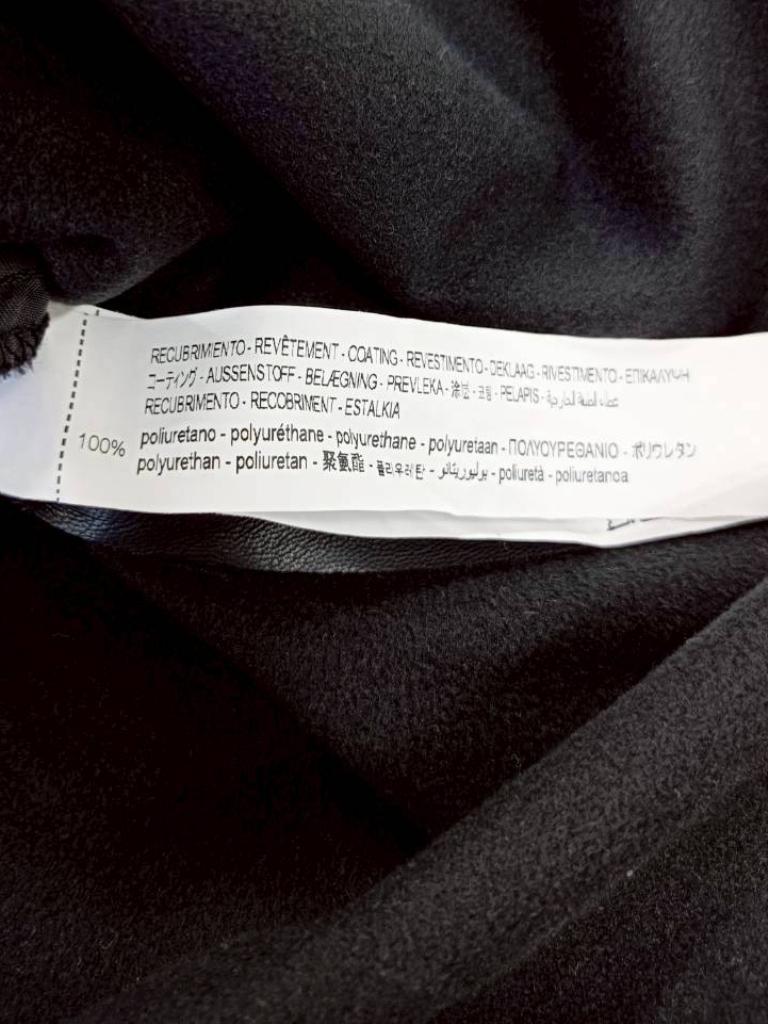 RECUBRIMIENTO - REVÊTEMENT - COATING - REVESTIMENTO - DEKLAAG - RIVESTIMENTO - ΕΠΙΚΑΛΥΨΗ
コーティング - AUSSENSTOFF - BELÆGNING - PREVLEKA - 涂层 - 코팅 - PELAPIS -
RECUBRIMENTO - RECOBRIMENT - ESTALKIA
100% poliuretano - polyuréthane - polyurethane - polyuretaan - ΠΟΛΥΟΥΡΕΘΑΝΙΟ - ポリウレタン
polyurethan - poliuretan - 聚氨酯 - 폴리우레탄 - بوليوريثانو - poliuretà - poliuretanoa